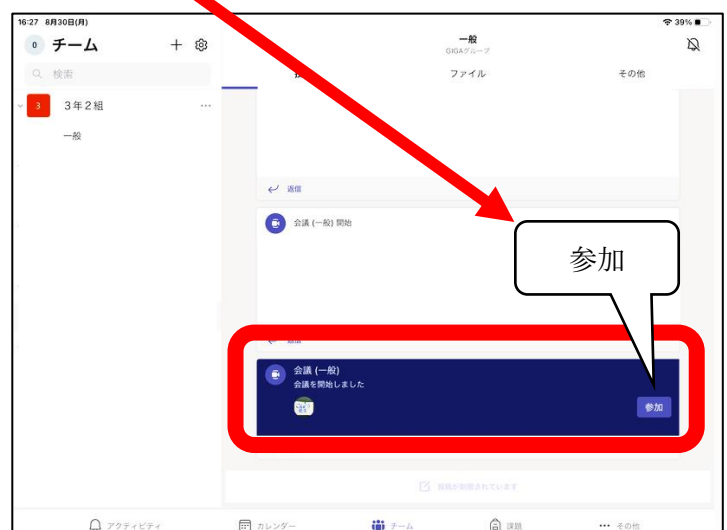 16:27 8月30日(月)
39%
0 チーム
一般
GIGAグループ
検索
ファイル
その他
3 3年2組
一般
返信
会議 (一般) 開始
参加
返信
会議 (一般)
会議を開始しました
参加
投稿が制限されています
アクティビティ
カレンダー
チーム
課題
その他